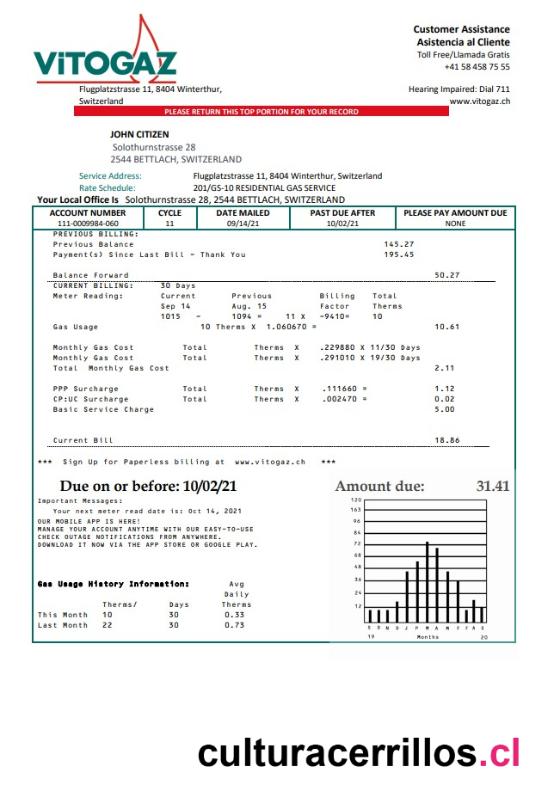 ViTOGAZ
Flugplatzstrasse 11, 8404 Winterthur,
Switzerland
Customer Assistance
Asistencia al Cliente
Toll Free/Llamada Gratis
+41 58 458 75 55
Hearing Impaired: Dial 711
www.vitogaz.ch
PLEASE RETURN THIS TOP PORTION FOR YOUR RECORD
JOHN CITIZEN
Solothurnstrasse 28
2544 BETTLACH, SWITZERLAND
Service Address: Flugplatzstrasse 11, 8404 Winterthur, Switzerland
Rate Schedule: 201/GS-10 RESIDENTIAL GAS SERVICE
Your Local Office Is Solothurnstrasse 28, 2544 BETTLACH, SWITZERLAND
ACCOUNT NUMBER CYCLE DATE MAILED PAST DUE AFTER PLEASE PAY AMOUNT DUE
111-0009984-060 11 09/14/21 10/02/21 NONE
PREVIOUS BILLING:
Previous Balance 145.27
Payment(s) Since Last Bill - Thank You 195.45
Balance Forward 50.27
CURRENT BILLING: 30 Days
Meter Reading: Current Previous Billing Total
Sep 14 Aug. 15 Factor Therms
1015 - 1094 = 11 X -9410= 10
Gas Usage 10 Therms X 1.060670 = 10.61
Monthly Gas Cost Total Therms X .229880 X 11/30 Days
Monthly Gas Cost Total Therms X .291010 X 19/30 Days
Total Monthly Gas Cost 2.11
PPP Surcharge Total Therms X .111660 = 1.12
CP:UC Surcharge Total Therms X .002470 = 0.02
Basic Service Charge 5.00
Current Bill 18.86
*** Sign Up for Paperless billing at www.vitogaz.ch ***
Due on or before: 10/02/21 Amount due: 31.41
Important Messages:
Your next meter read date is: Oct 14, 2021
OUR MOBILE APP IS HERE!
MANAGE YOUR ACCOUNT ANYTIME WITH OUR EASY-TO-USE
CHECK OUTAGE NOTIFICATIONS FROM ANYWHERE.
DOWNLOAD IT NOW VIA THE APP STORE OR GOOGLE PLAY.
Gas Usage History Information: Avg
Daily
Therms/ Days Therms
This Month 10 30 0.33
Last Month 22 30 0.73
120
163
96
84
72
48
36
24
12
S O N D J F M A M J J A S
19 Months 20
culturacerrillos.cl